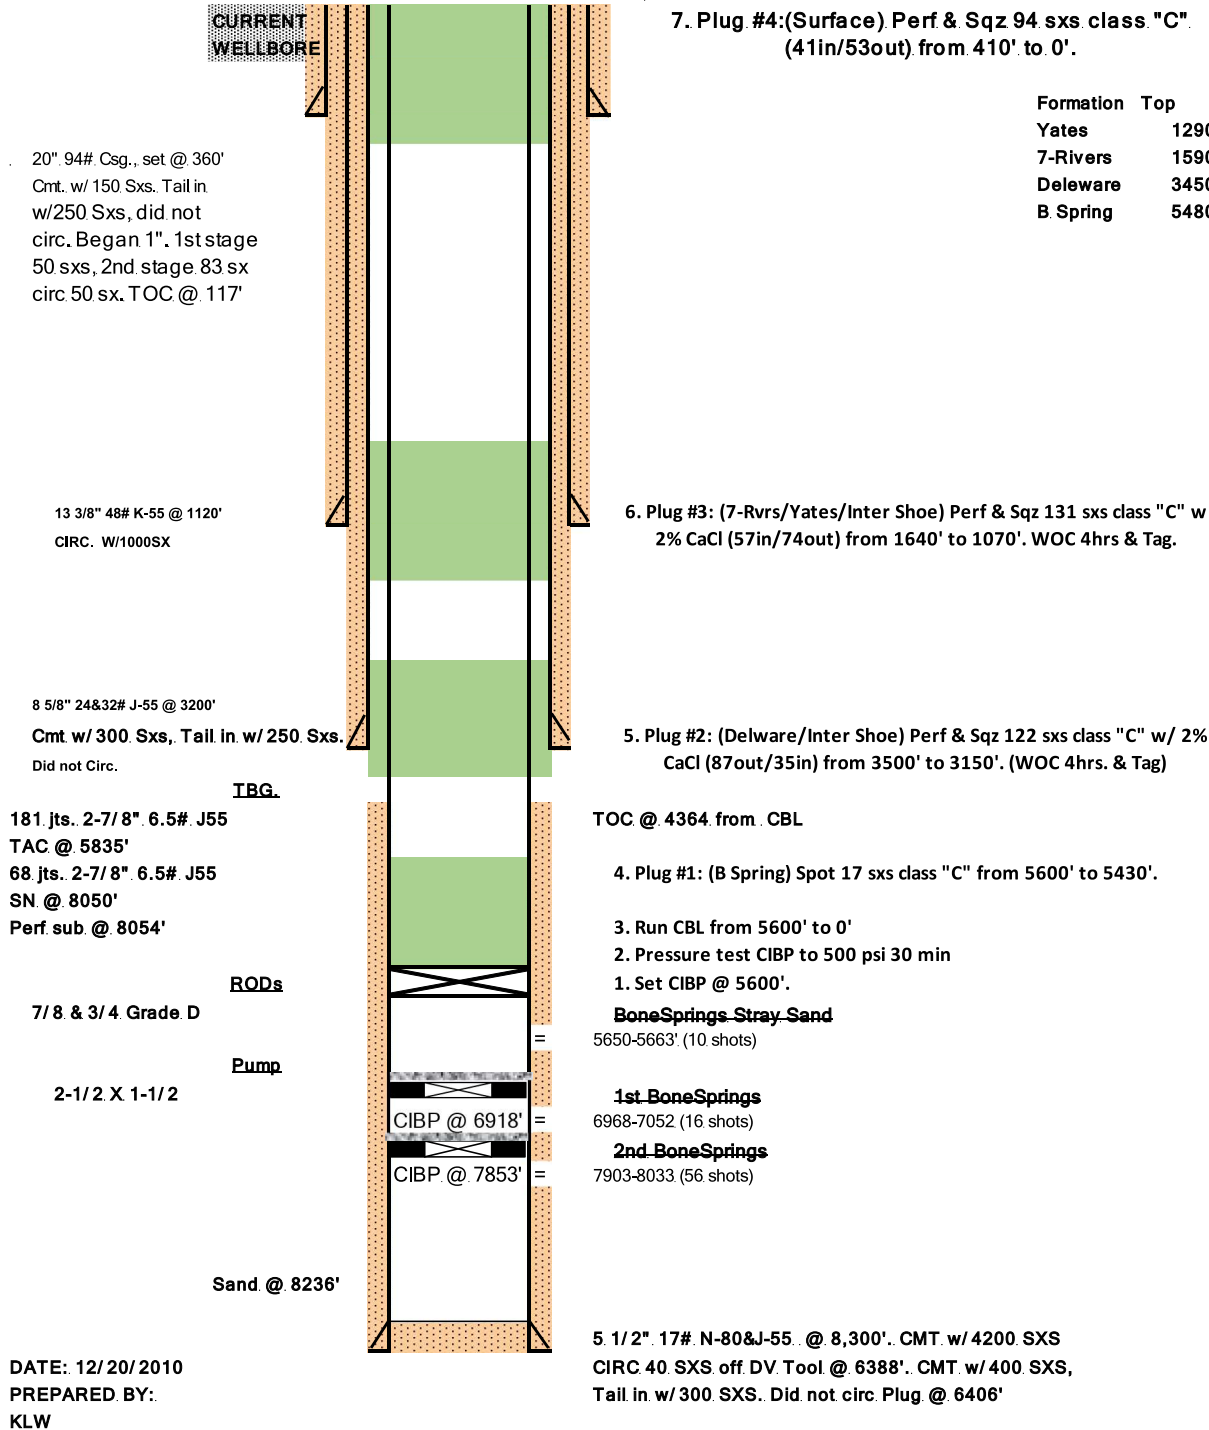 CURRENT
WELLBORE
7. Plug #4:(Surface) Perf & Sqz 94 sxs class "C"
(41in/53out) from 410' to 0'.
Formation Top
Yates 1290
7-Rivers 1590
Deleware 3450
B Spring 5480
20" 94# Csg., set @ 360'
Cmt. w/ 150 Sxs. Tail in
w/250 Sxs, did not
circ. Began 1". 1st stage
50 sxs, 2nd stage 83 sx
circ 50 sx. TOC @ 117'
13 3/8" 48# K-55 @ 1120'
CIRC. W/1000SX
6. Plug #3: (7-Rvrs/Yates/Inter Shoe) Perf & Sqz 131 sxs class "C" w
2% CaCl (57in/74out) from 1640' to 1070'. WOC 4hrs & Tag.
8 5/8" 24&32# J-55 @ 3200'
Cmt w/ 300 Sxs, Tail in w/ 250 Sxs.
Did not Circ.
5. Plug #2: (Delware/Inter Shoe) Perf & Sqz 122 sxs class "C" w/ 2%
CaCl (87out/35in) from 3500' to 3150'. (WOC 4hrs. & Tag)
TBG.
181 jts. 2-7/8" 6.5# J55
TAC @ 5835'
68 jts. 2-7/8" 6.5# J55
SN @ 8050'
Perf sub @ 8054'
TOC @ 4364 from CBL
4. Plug #1: (B Spring) Spot 17 sxs class "C" from 5600' to 5430'.
3. Run CBL from 5600' to 0'
2. Pressure test CIBP to 500 psi 30 min
1. Set CIBP @ 5600'.
RODs
7/8 & 3/4 Grade D
Pump
2-1/2 X 1-1/2
BoneSprings Stray Sand
= 5650-5663' (10 shots)
1st BoneSprings
CIBP @ 6918' = 6968-7052 (16 shots)
2nd BoneSprings
CIBP @ 7853' = 7903-8033 (56 shots)
Sand @ 8236'
5 1/2" 17# N-80&J-55 @ 8,300'. CMT w/ 4200 SXS
CIRC 40 SXS off DV Tool @ 6388'. CMT w/ 400 SXS,
Tail in w/ 300 SXS. Did not circ Plug @ 6406'
DATE: 12/20/2010
PREPARED BY:
KLW